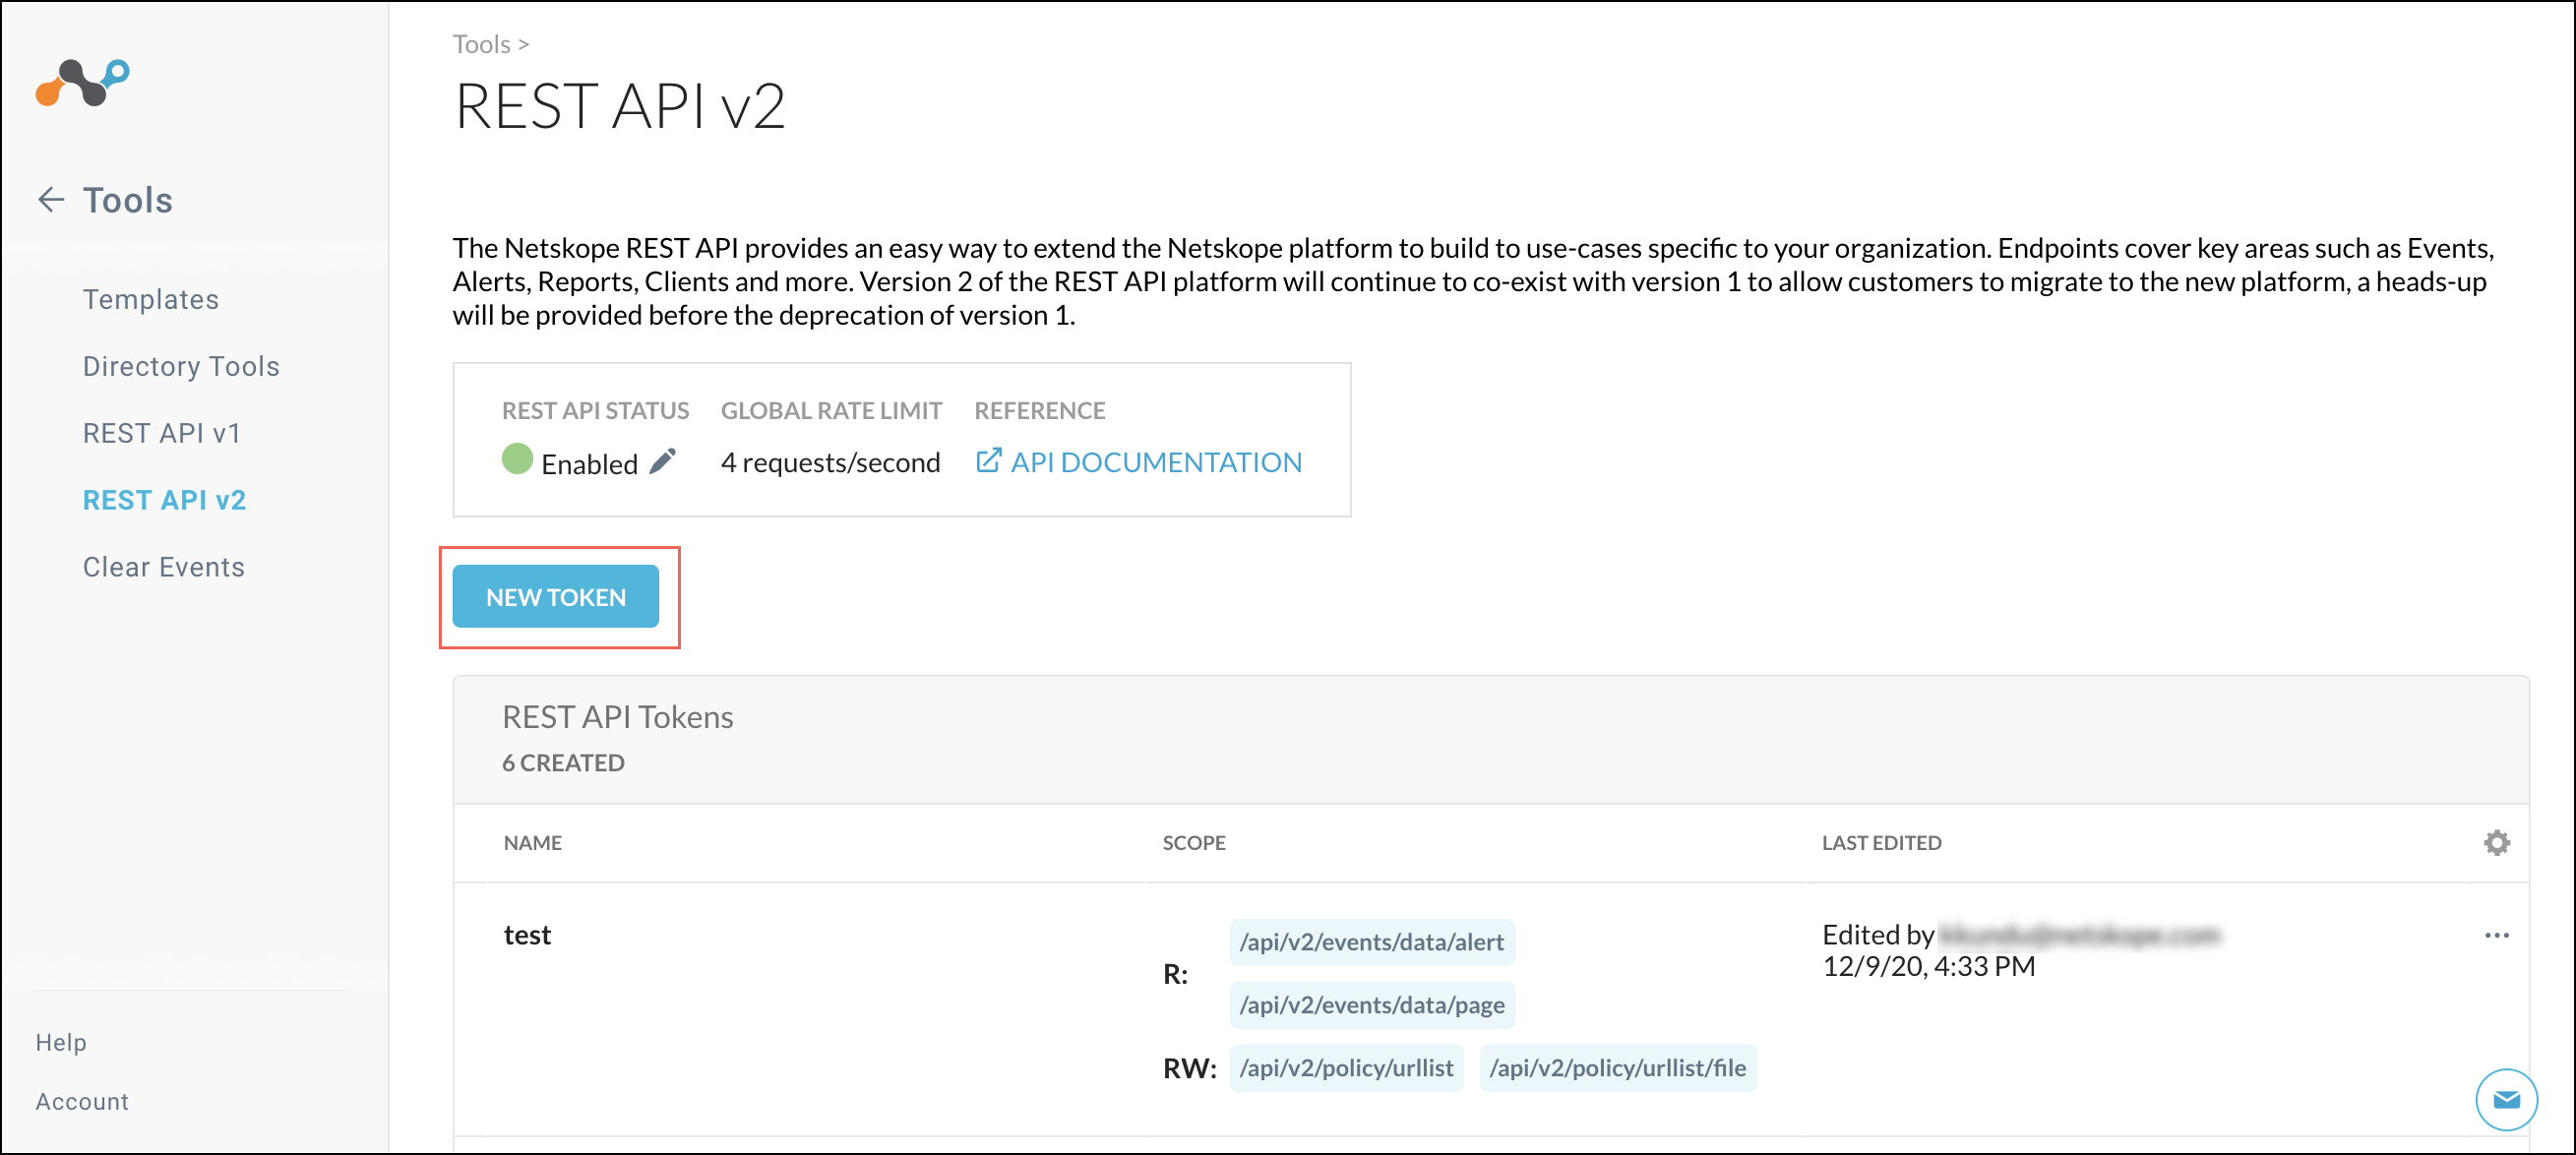 Tools
Templates
Directory Tools
REST API v1
REST API v2
Clear Events
Help
Account
Tools >
REST API v2
The Netskope REST API provides an easy way to extend the Netskope platform to build to use-cases specific to your organization. Endpoints cover key areas such as Events,
Alerts, Reports, Clients and more. Version 2 of the REST API platform will continue to co-exist with version 1 to allow customers to migrate to the new platform, a heads-up
will be provided before the deprecation of version 1.
REST API STATUS GLOBAL RATE LIMIT REFERENCE
Enabled 4 requests/second API DOCUMENTATION
NEW TOKEN
REST API Tokens
6 CREATED
NAME SCOPE LAST EDITED
test
R: /api/v2/events/data/alert
/api/v2/events/data/page
RW: /api/v2/policy/urllist /api/v2/policy/urllist/file
Edited by
12/9/20, 4:33 PM